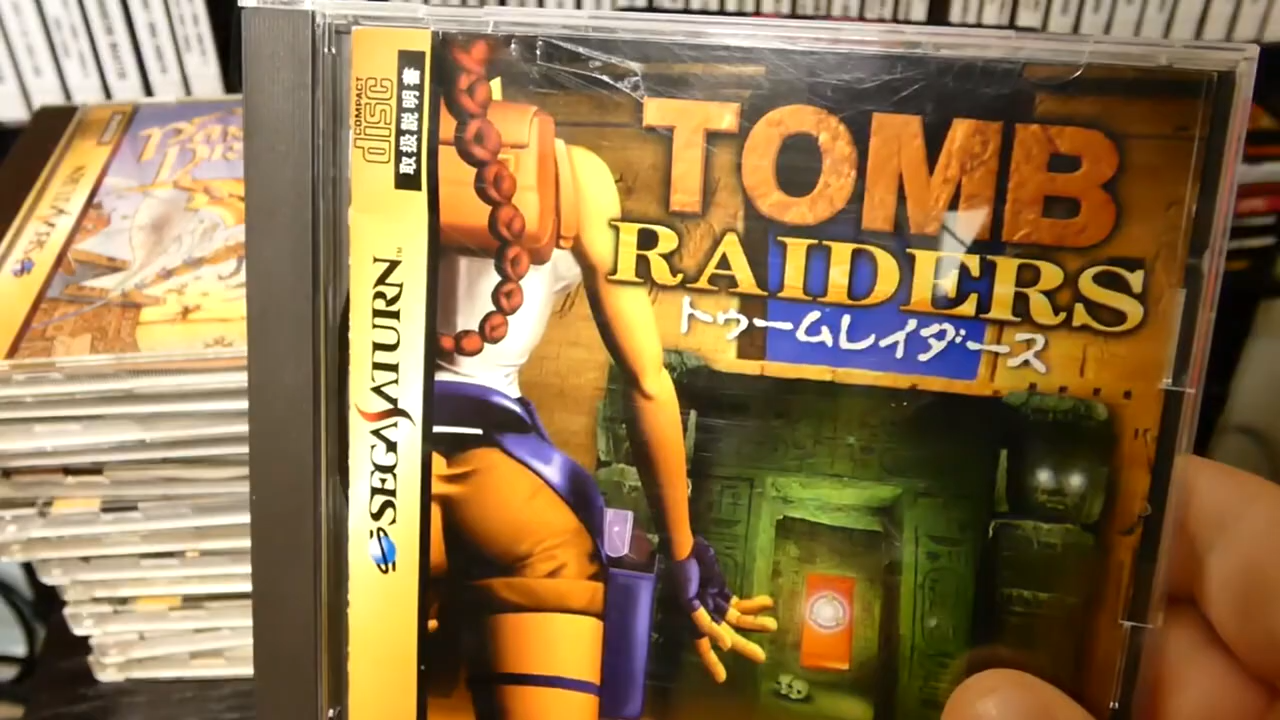 COMPACT
disc
取扱説明書
SEGA SATURN™
TOMB
RAIDERS
トゥームレイダース